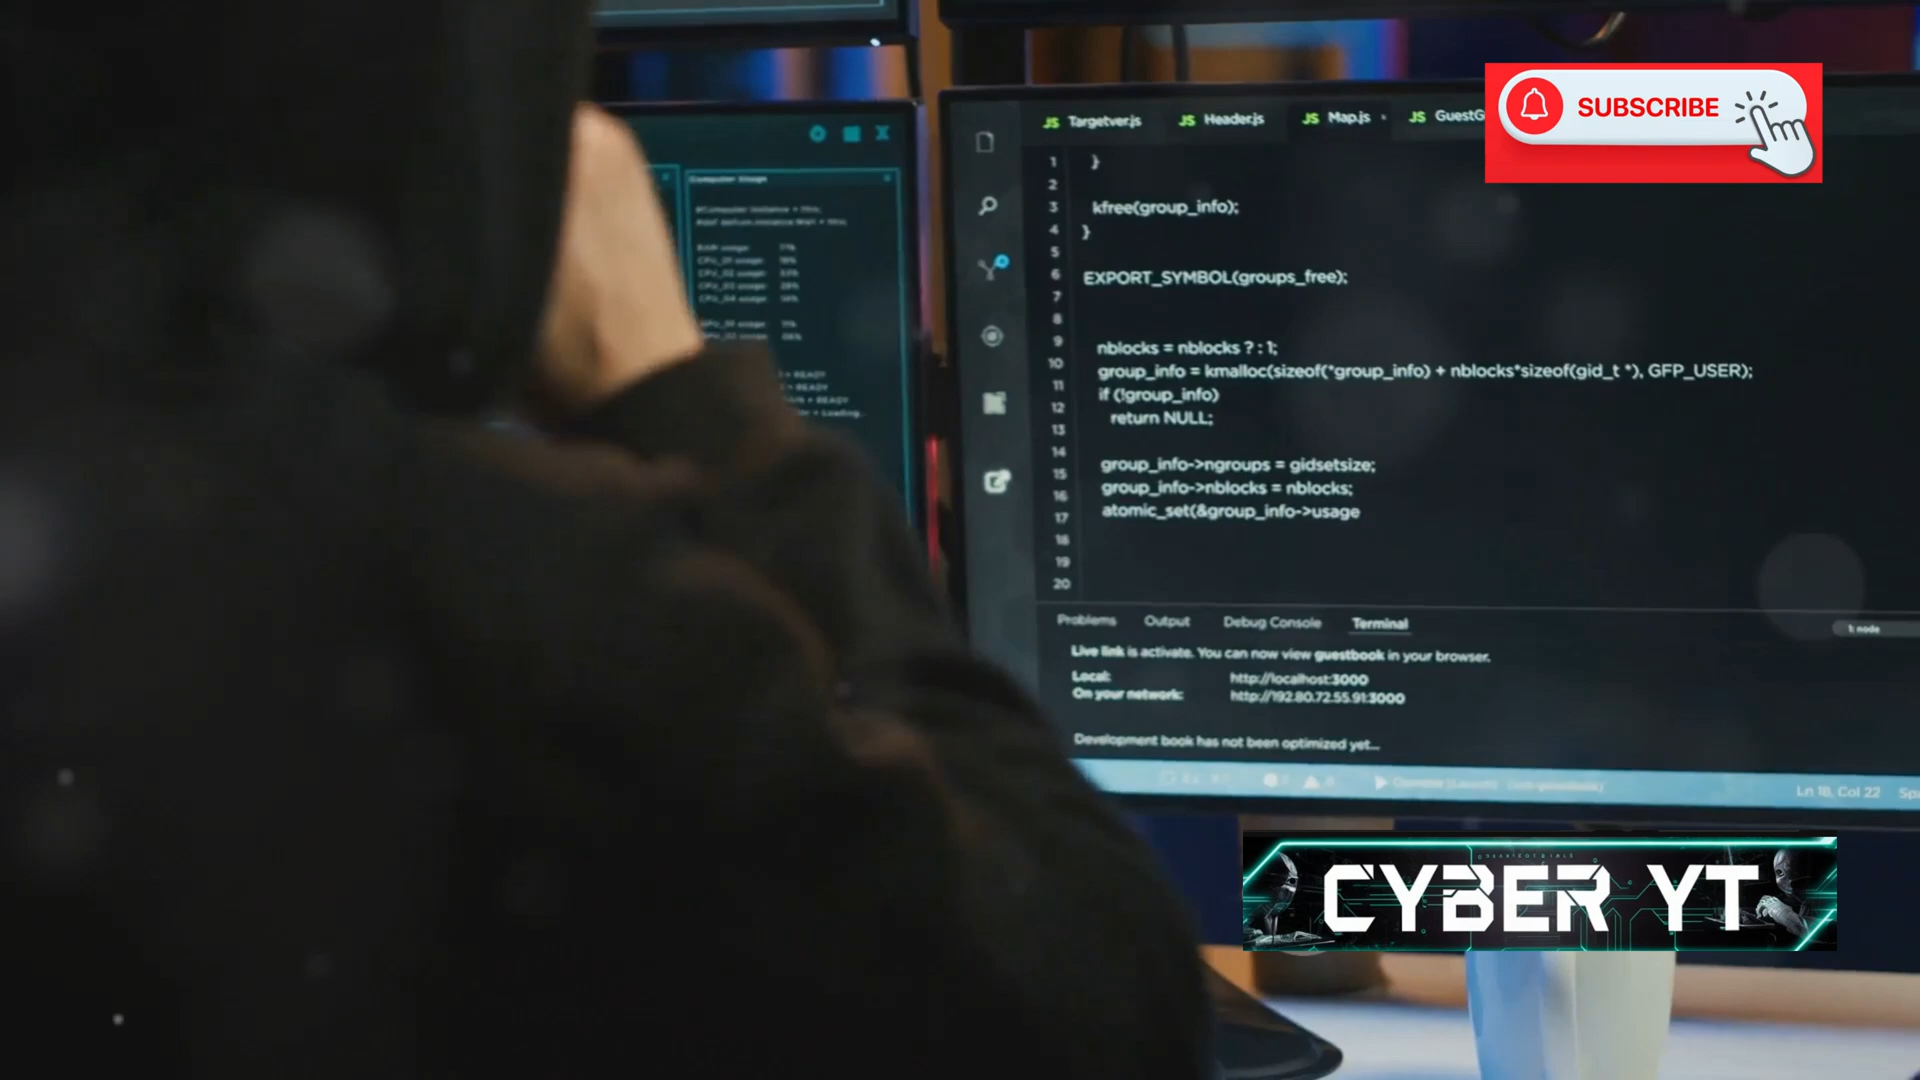 SUBSCRIBE
JS Targetver.js JS Header.js JS Map.js JS GuestG
1 }
2
3 kfree(group_info);
4 }
5
6 EXPORT_SYMBOL(groups_free);
7
8
9 nblocks = nblocks ? : 1;
10 group_info = kmalloc(sizeof(*group_info) + nblocks*sizeof(gid_t *), GFP_USER);
11 if (!group_info)
12 return NULL;
13
14
15 group_info->ngroups = gidsetsize;
16 group_info->nblocks = nblocks;
17 atomic_set(&group_info->usage
18
19
20
Problems Output Debug Console Terminal
1: node
Live link is activate. You can now view guestbook in your browser.
Local: http://localhost:3000
On your network: http://192.80.72.55.91:3000
Development book has not been optimized yet...
Ln 18, Col 22
Computer Usage
CYBER YT